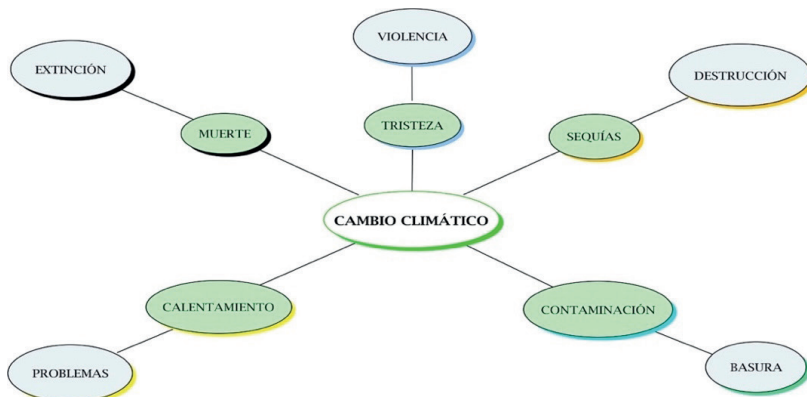 VIOLENCIA
EXTINCIÓN
DESTRUCCIÓN
TRISTEZA
MUERTE
SEQUÍAS
CAMBIO CLIMÁTICO
CALENTAMIENTO
CONTAMINACIÓN
PROBLEMAS
BASURA